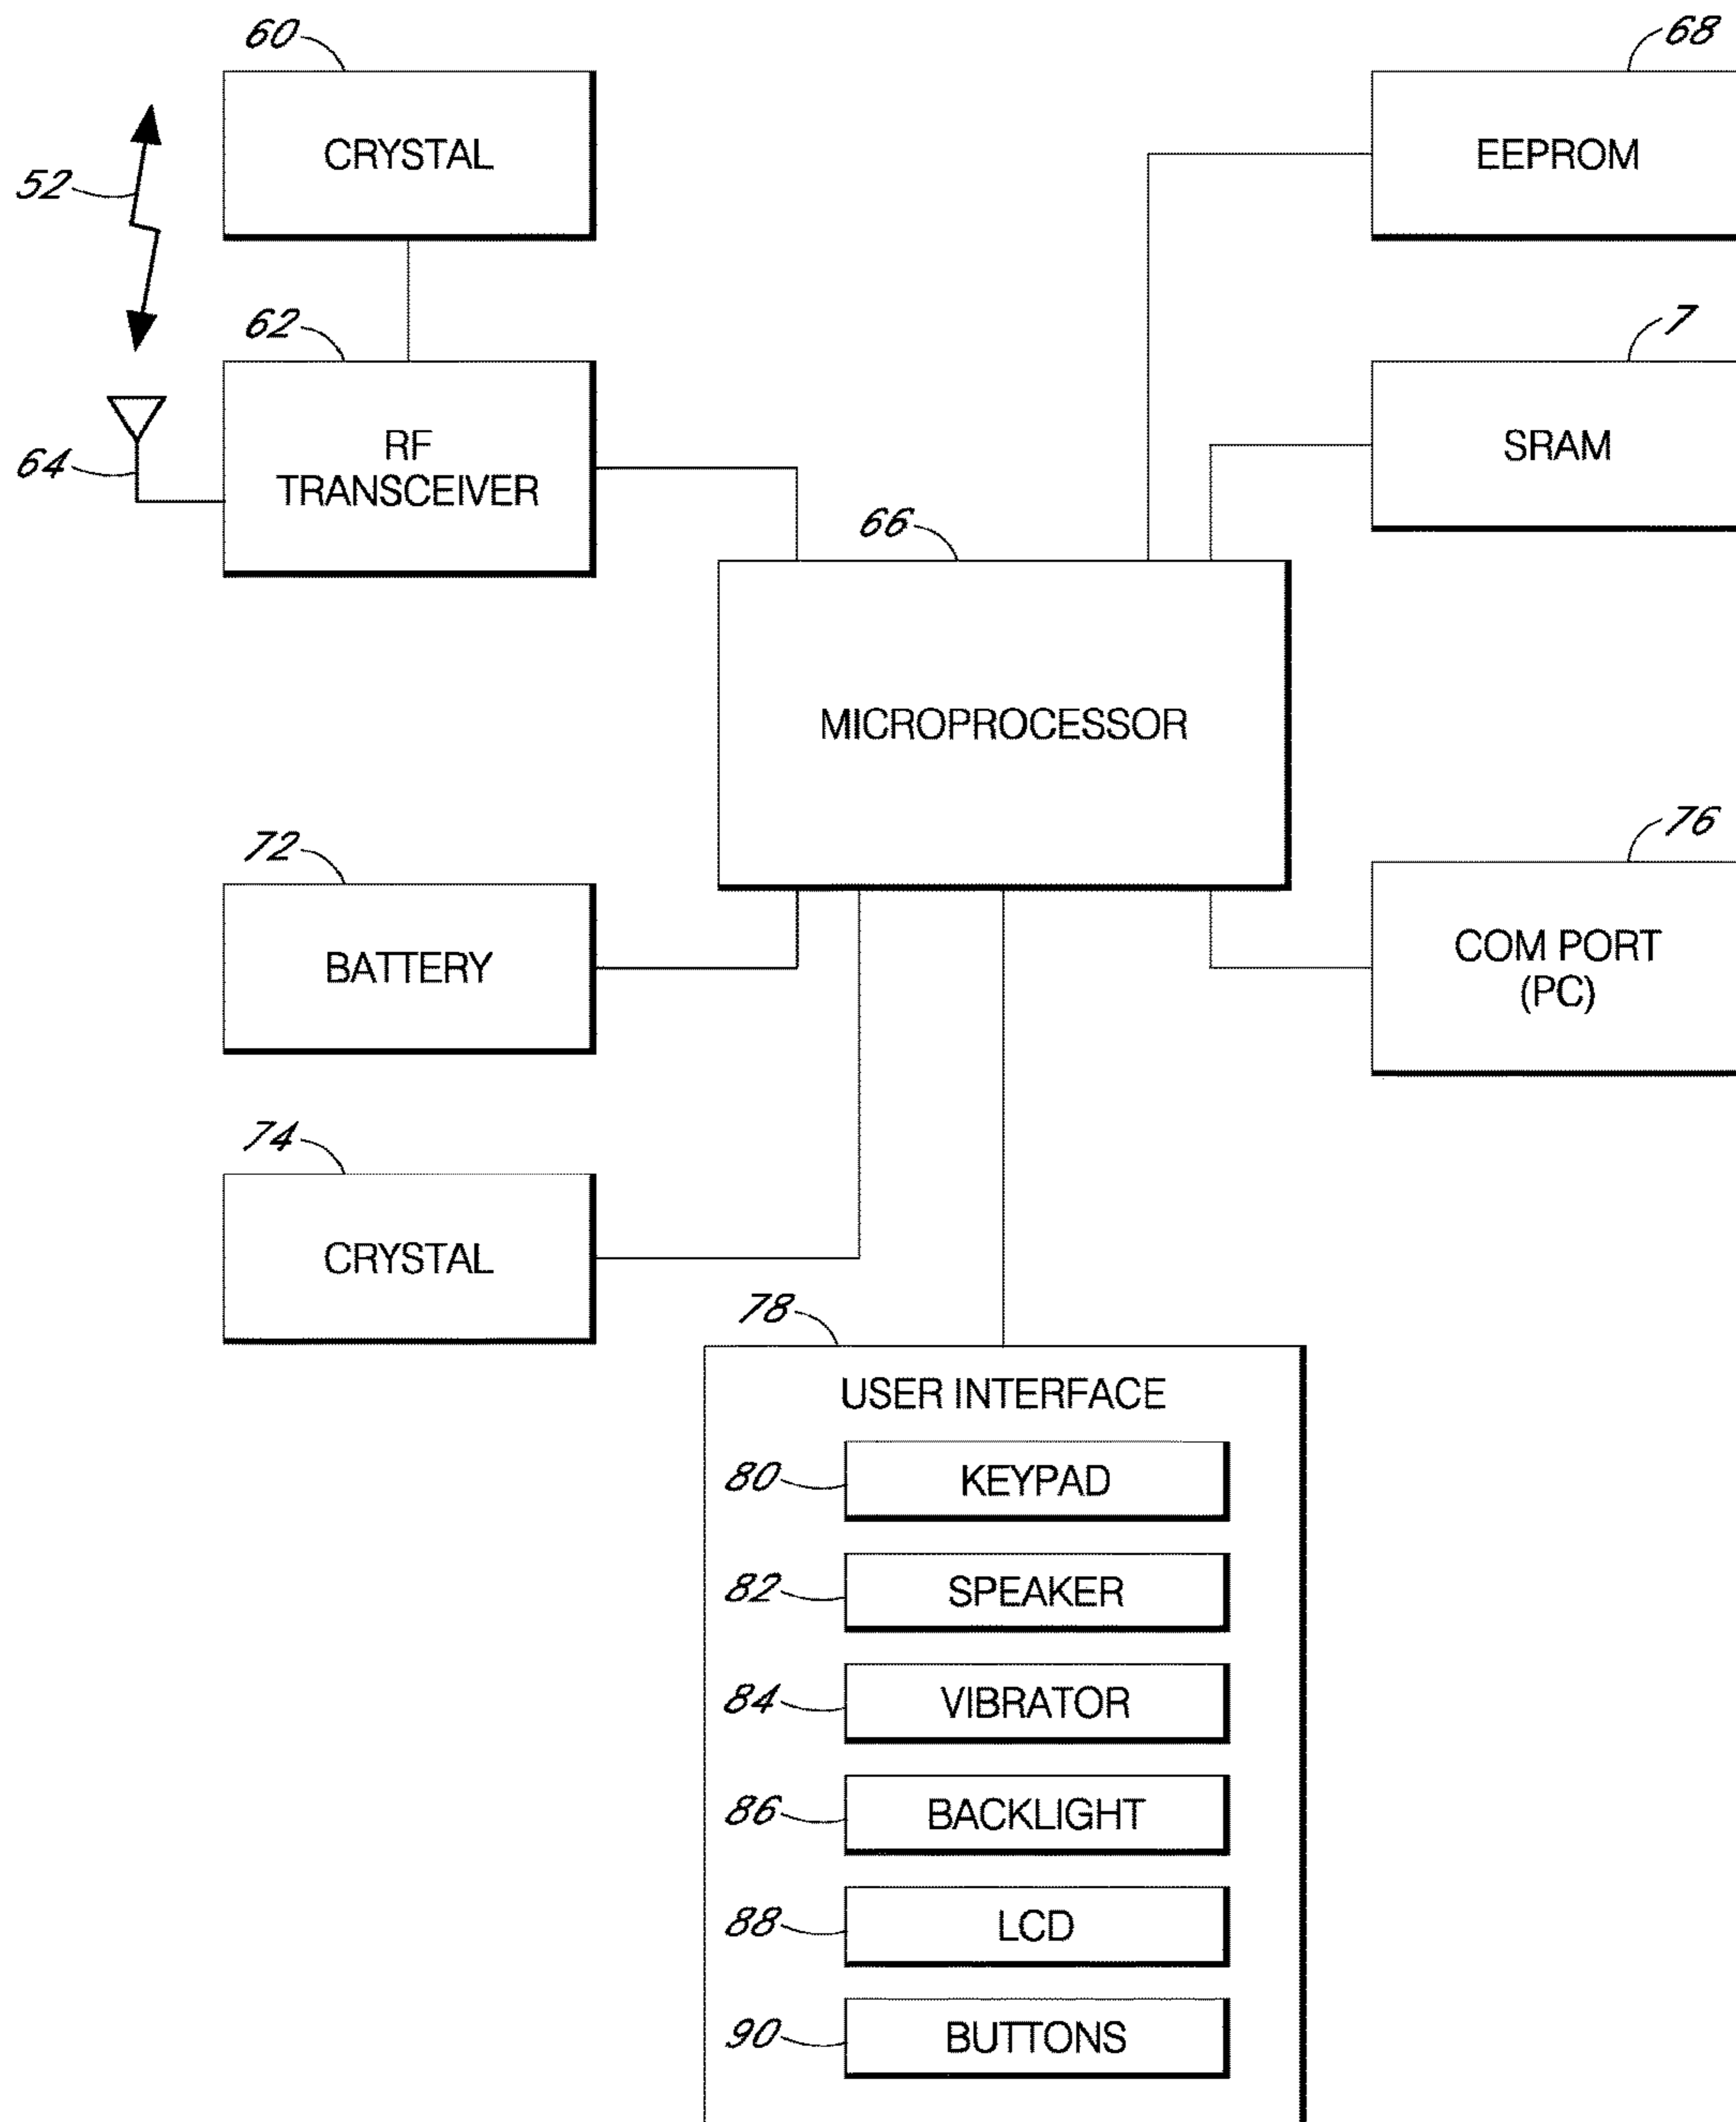 60
68
CRYSTAL
EEPROM
52
62
7
RF
TRANSCEIVER
SRAM
64
66
MICROPROCESSOR
72
76
BATTERY
COM PORT
(PC)
74
CRYSTAL
78
USER INTERFACE
80 KEYPAD
82 SPEAKER
84 VIBRATOR
86 BACKLIGHT
88 LCD
90 BUTTONS